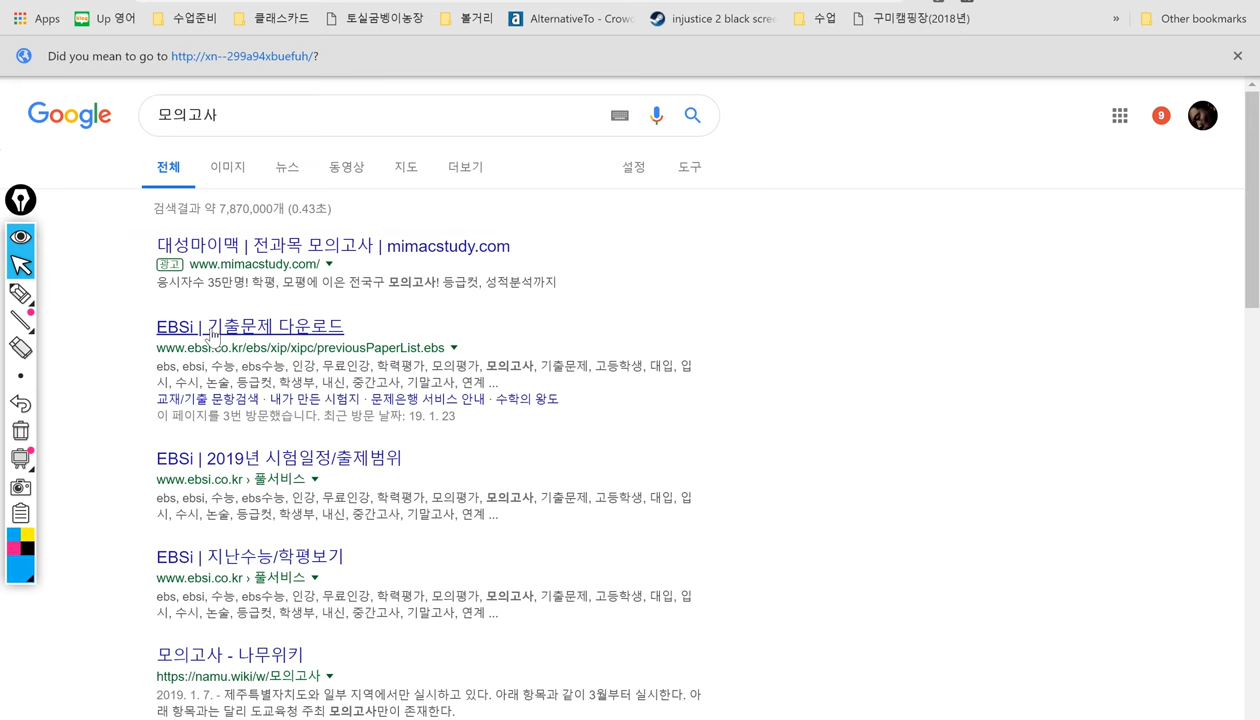 Apps
Up 영어
수업준비
클래스카드
토실굼벵이농장
볼거리
AlternativeTo - Crow
injustice 2 black scre
수업
구미캠핑장(2018년)
»
Other bookmarks
Did you mean to go to http://xn--299a94xbuefuh/?
Google
모의고사
9
전체
이미지
뉴스
동영상
지도
더보기
설정
도구
검색결과 약 7,870,000개 (0.43초)
대성마이맥 | 전과목 모의고사 | mimacstudy.com
광고 www.mimacstudy.com/
응시자수 35만명! 학평, 모평에 이은 전국구 모의고사! 등급컷, 성적분석까지
EBSi | 기출문제 다운로드
www.ebsi.co.kr/ebs/xip/xipc/previousPaperList.ebs
ebs, ebsi, 수능, ebs수능, 인강, 무료인강, 학력평가, 모의평가, 모의고사, 기출문제, 고등학생, 대입, 입
시, 수시, 논술, 등급컷, 학생부, 내신, 중간고사, 기말고사, 연계 ...
교재/기출 문항검색 · 내가 만든 시험지 · 문제은행 서비스 안내 · 수학의 왕도
이 페이지를 3번 방문했습니다. 최근 방문 날짜: 19. 1. 23
EBSi | 2019년 시험일정/출제범위
www.ebsi.co.kr › 풀서비스
ebs, ebsi, 수능, ebs수능, 인강, 무료인강, 학력평가, 모의평가, 모의고사, 기출문제, 고등학생, 대입, 입
시, 수시, 논술, 등급컷, 학생부, 내신, 중간고사, 기말고사, 연계 ...
EBSi | 지난수능/학평보기
www.ebsi.co.kr › 풀서비스
ebs, ebsi, 수능, ebs수능, 인강, 무료인강, 학력평가, 모의평가, 모의고사, 기출문제, 고등학생, 대입, 입
시, 수시, 논술, 등급컷, 학생부, 내신, 중간고사, 기말고사, 연계 ...
모의고사 - 나무위키
https://namu.wiki/w/모의고사
2019. 1. 7. - 제주특별자치도와 일부 지역에서만 실시하고 있다. 아래 항목과 같이 3월부터 실시한다. 아
래 항목과는 달리 도교육청 주최 모의고사만이 존재한다.